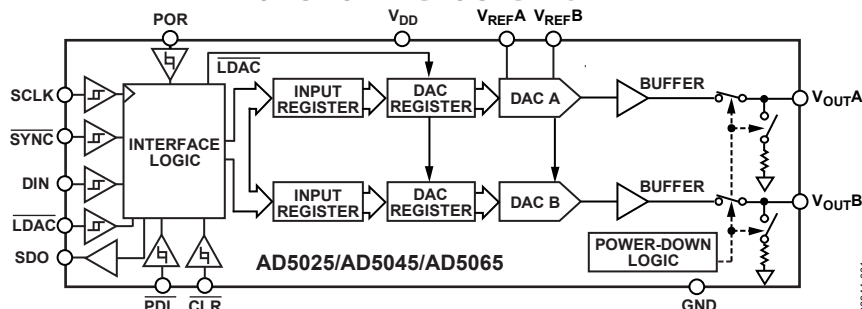 POR
VDD
VREFA
VREFB
LDAC
SCLK
SYNC
DIN
LDAC
SDO
INTERFACE
LOGIC
INPUT
REGISTER
DAC
REGISTER
DAC A
BUFFER
VOUTA
INPUT
REGISTER
DAC
REGISTER
DAC B
BUFFER
VOUTB
POWER-DOWN
LOGIC
AD5025/AD5045/AD5065
PDL
CLR
GND